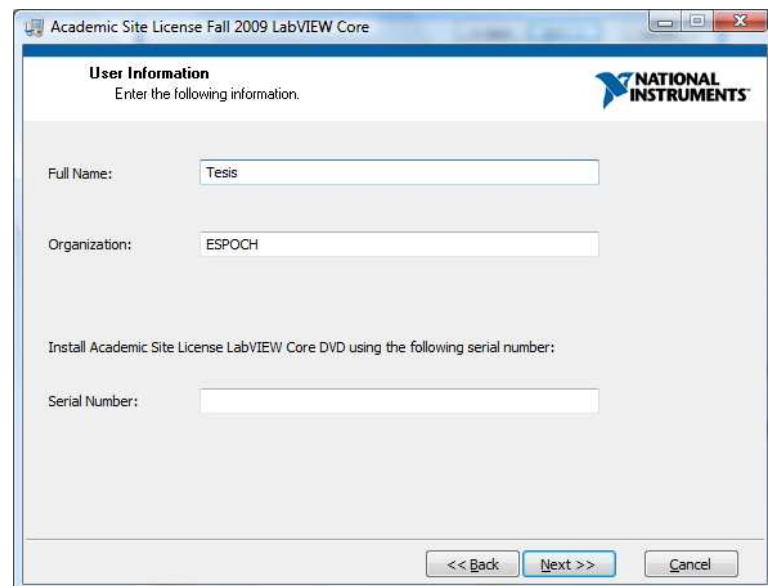 Academic Site License Fall 2009 LabVIEW Core
User Information
Enter the following information.
NATIONAL
INSTRUMENTS
Full Name:
Tesis
Organization:
ESPOCH
Install Academic Site License LabVIEW Core DVD using the following serial number:
Serial Number:
<< Back
Next >>
Cancel